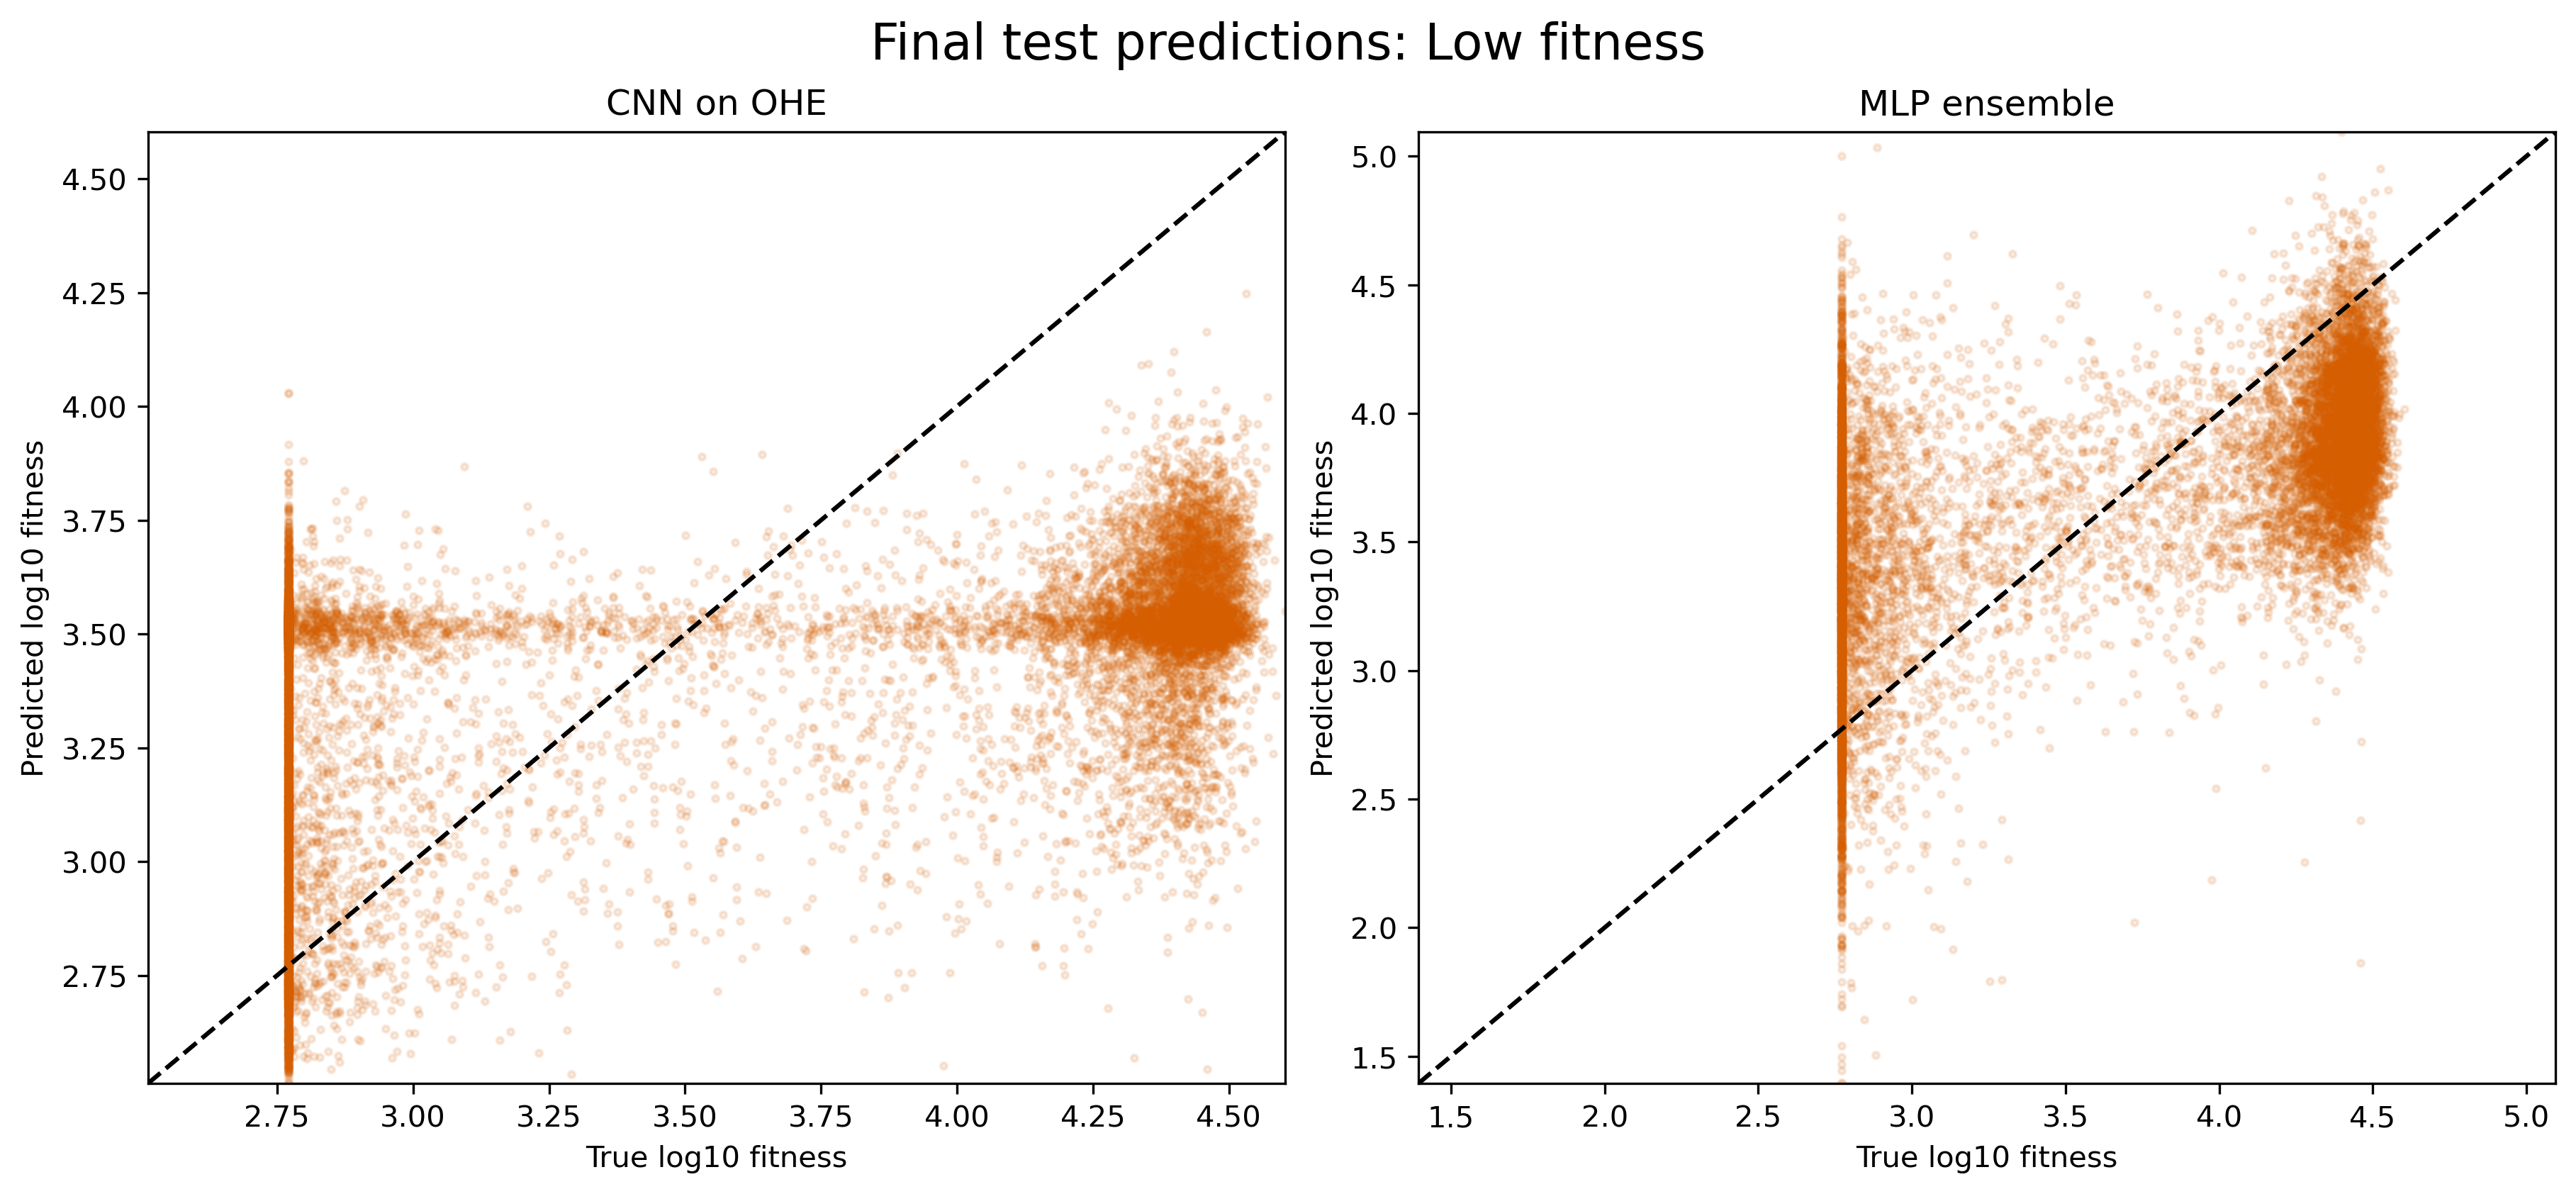 Final test predictions: Low fitness
CNN on OHE
4.50
4.25
4.00
3.75
3.50
3.25
3.00
2.75
Predicted log10 fitness
2.75 3.00 3.25 3.50 3.75 4.00 4.25 4.50
True log10 fitness
MLP ensemble
5.0
4.5
4.0
3.5
3.0
2.5
2.0
1.5
Predicted log10 fitness
1.5 2.0 2.5 3.0 3.5 4.0 4.5 5.0
True log10 fitness